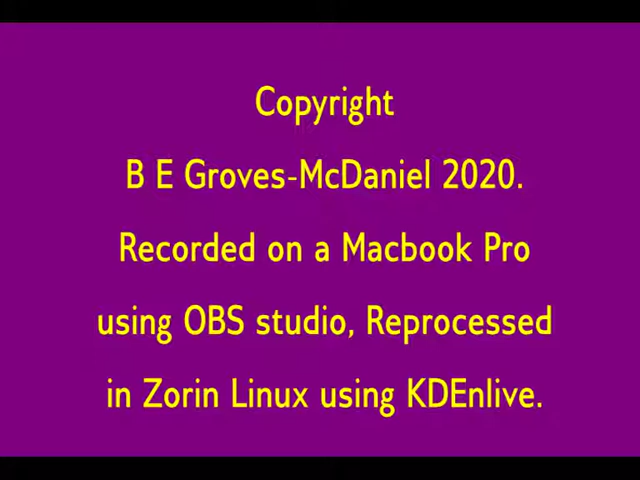 Copyright
B E Groves-McDaniel 2020.
Recorded on a Macbook Pro
using OBS studio, Reprocessed
in Zorin Linux using KDEnlive.